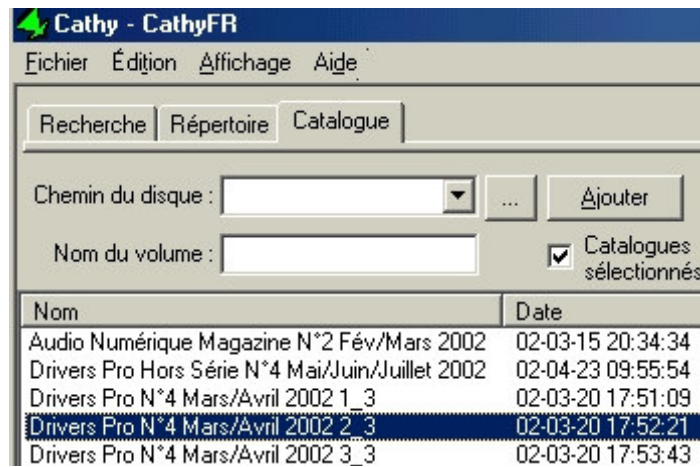 Cathy - CathyFR
Fichier Édition Affichage Aide
Recherche Répertoire Catalogue
Chemin du disque : ... Ajouter
Nom du volume : Catalogues sélectionnés
Nom Date
Audio Numérique Magazine N°2 Fév/Mars 2002 02-03-15 20:34:34
Drivers Pro Hors Série N°4 Mai/Juin/Juillet 2002 02-04-23 09:55:54
Drivers Pro N°4 Mars/Avril 2002 1_3 02-03-20 17:51:09
Drivers Pro N°4 Mars/Avril 2002 2_3 02-03-20 17:52:21
Drivers Pro N°4 Mars/Avril 2002 3_3 02-03-20 17:53:43